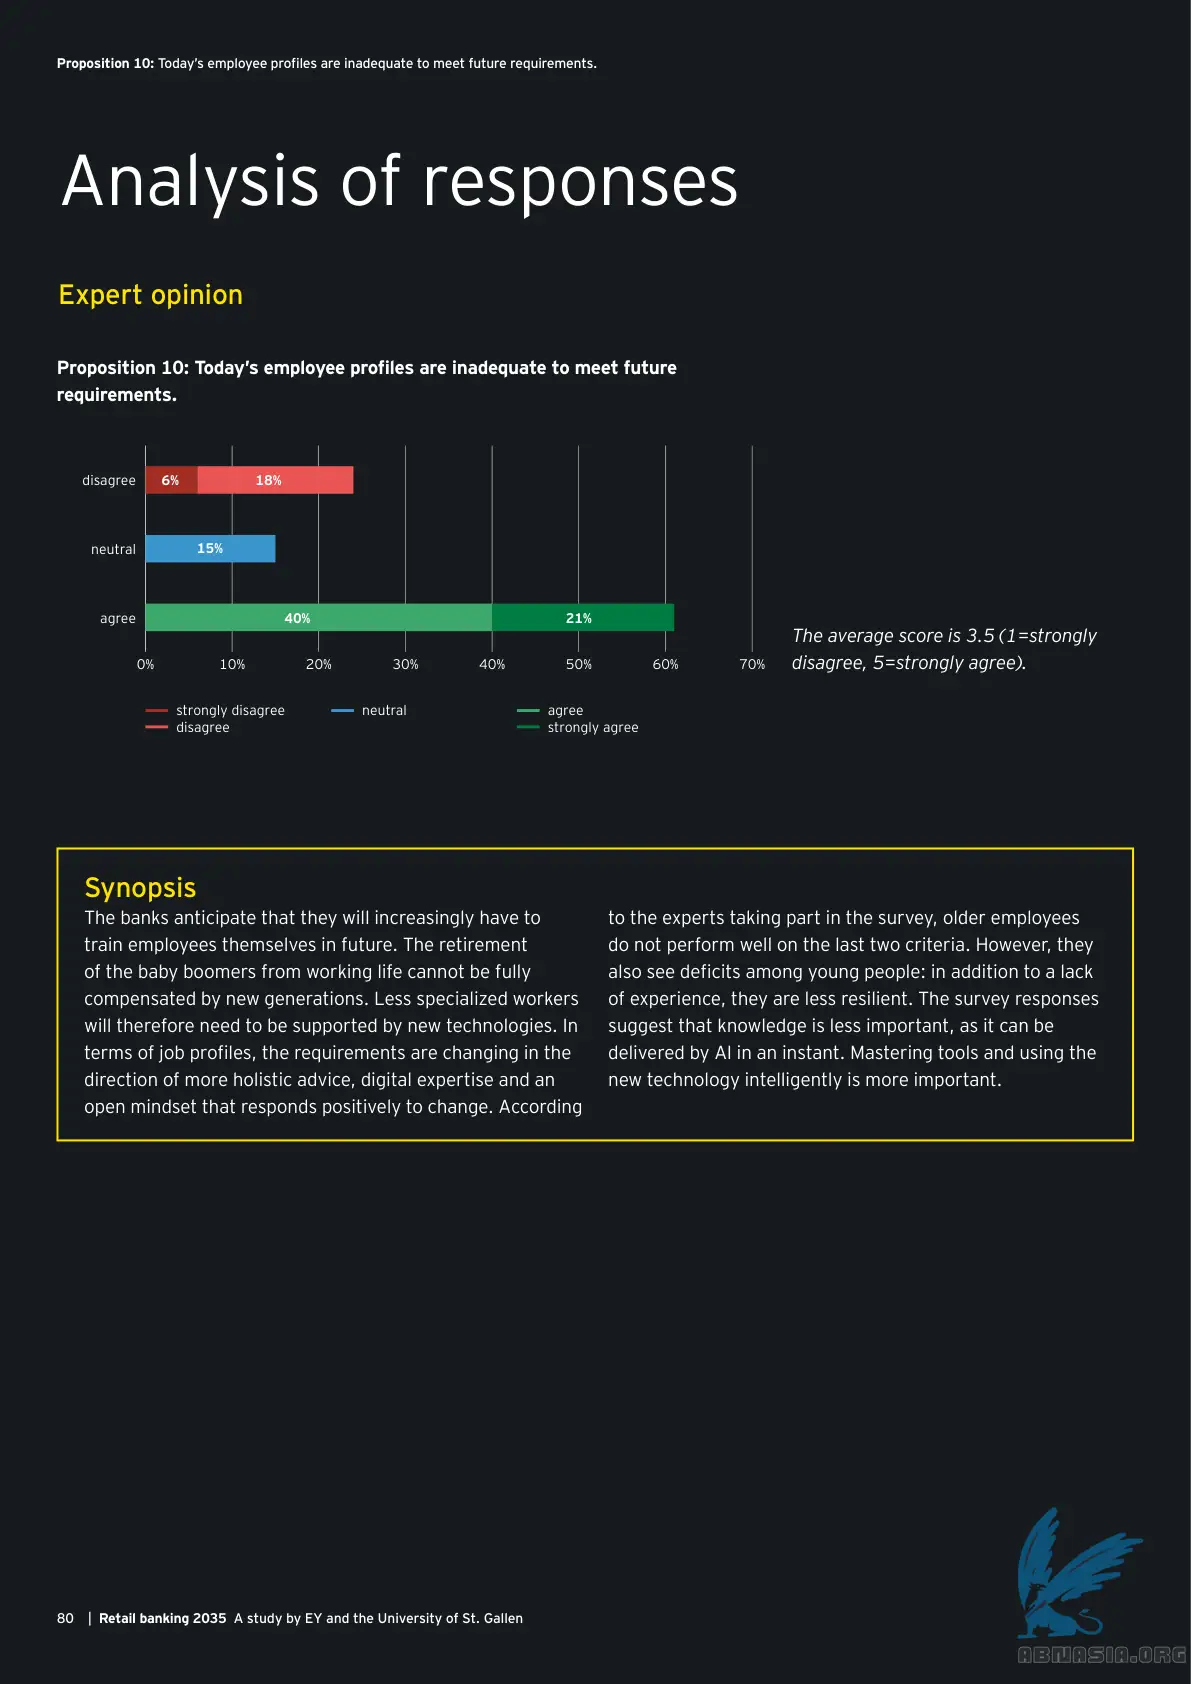 Proposition 10: Today's employee profiles are inadequate to meet future requirements.
Analysis of responses
Expert opinion
Proposition 10: Today's employee profiles are inadequate to meet future
requirements.
disagree 6% 18%
neutral 15%
agree 40% 21%
0% 10% 20% 30% 40% 50% 60% 70%
The average score is 3.5 (1=strongly
disagree, 5=strongly agree).
strongly disagree neutral agree
disagree strongly agree
Synopsis
The banks anticipate that they will increasingly have to
train employees themselves in future. The retirement
of the baby boomers from working life cannot be fully
compensated by new generations. Less specialized workers
will therefore need to be supported by new technologies. In
terms of job profiles, the requirements are changing in the
direction of more holistic advice, digital expertise and an
open mindset that responds positively to change. According
to the experts taking part in the survey, older employees
do not perform well on the last two criteria. However, they
also see deficits among young people: in addition to a lack
of experience, they are less resilient. The survey responses
suggest that knowledge is less important, as it can be
delivered by AI in an instant. Mastering tools and using the
new technology intelligently is more important.
80 | Retail banking 2035 A study by EY and the University of St. Gallen
ABNASIA.ORG